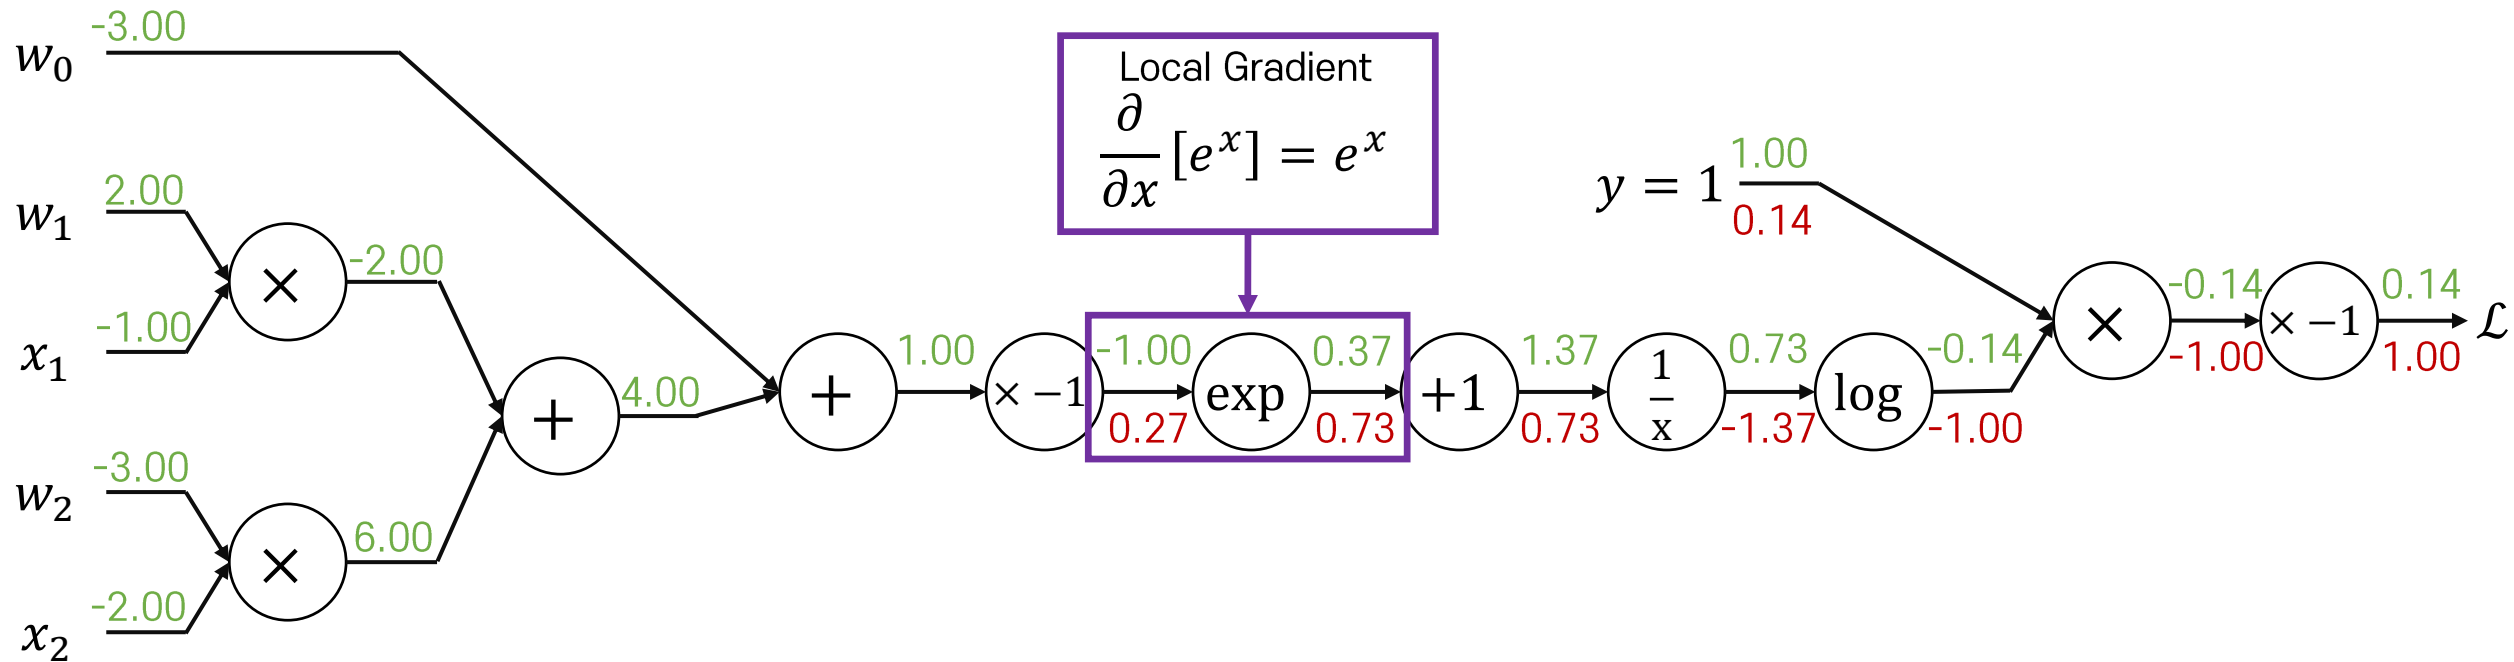 w₀ -3.00
w₁ 2.00
x₁ -1.00
× -2.00
w₂ -3.00
x₂ -2.00
× 6.00
+ 4.00
+ 1.00
× −1
Local Gradient
∂/∂x [eˣ] = eˣ
-1.00 exp 0.37
0.27 0.73
+1 1.37
0.73
1/x 0.73
-1.37
log -0.14
-1.00
y = 1 1.00
0.14
× -0.14
-1.00
× −1 0.14
1.00
ℒ